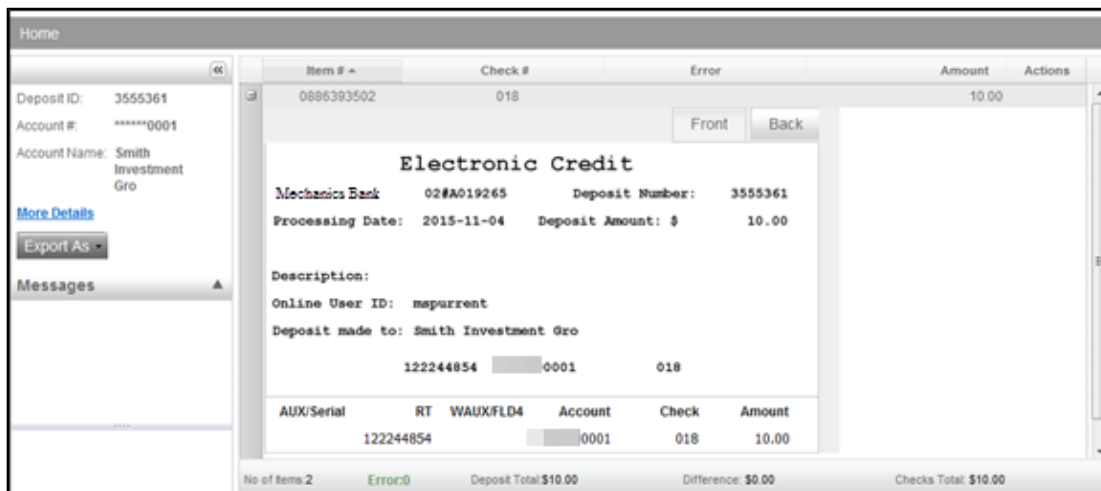 Home
Item # Check # Error Amount Actions
Deposit ID: 3555361
0886393502 018 10.00
Account #: ******0001
Front Back
Account Name: Smith
Investment
Gro
More Details
Export As
Messages
Electronic Credit
Mechanics Bank 02#A019265 Deposit Number: 3555361
Processing Date: 2015-11-04 Deposit Amount: $ 10.00
Description:
Online User ID: mspurrent
Deposit made to: Smith Investment Gro
122244854 0001 018
AUX/Serial RT WAUX/FLD4 Account Check Amount
122244854 0001 018 10.00
No of Items:2 Error:0 Deposit Total:$10.00 Difference: $0.00 Checks Total: $10.00